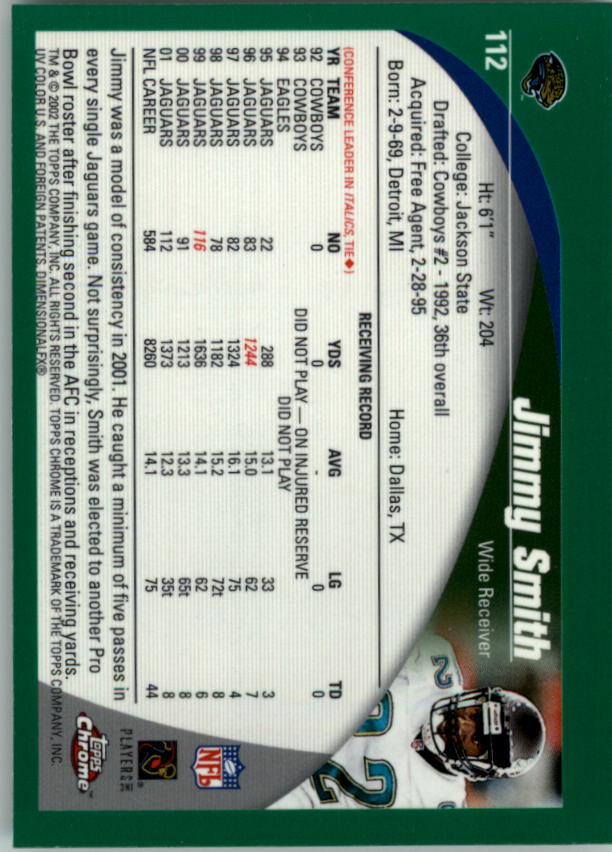 112
Jimmy Smith
Wide Receiver
Ht: 6'1" Wt: 204
College: Jackson State
Drafted: Cowboys #2 - 1992, 36th overall
Acquired: Free Agent, 2-28-95
Born: 2-9-69, Detroit, MI Home: Dallas, TX
RECEIVING RECORD
(CONFERENCE LEADER IN ITALICS, TIE◆)
YR TEAM NO YDS AVG LG TD
92 COWBOYS 0 0 - 0 0
93 COWBOYS DID NOT PLAY — ON INJURED RESERVE
94 EAGLES DID NOT PLAY
95 JAGUARS 22 288 13.1 33 3
96 JAGUARS 83 1244 15.0 62 7
97 JAGUARS 82 1324 16.1 75 4
98 JAGUARS 78 1182 15.2 72t 8
99 JAGUARS 116 1636 14.1 62 6
00 JAGUARS 91 1213 13.3 65t 8
01 JAGUARS 112 1373 12.3 35t 8
NFL CAREER 584 8260 14.1 75 44
Jimmy was a model of consistency in 2001. He caught a minimum of five passes in
every single Jaguars game. Not surprisingly, Smith was elected to another Pro
Bowl roster after finishing second in the AFC in receptions and receiving yards.
TM & © 2002 THE TOPPS COMPANY, INC. ALL RIGHTS RESERVED. TOPPS CHROME IS A TRADEMARK OF THE TOPPS COMPANY, INC.
UV COLOR U.S. AND FOREIGN PATENTS. DIMENSIONALFX®
NFL
PLAYERS INC
topps
Chrome™
82
2